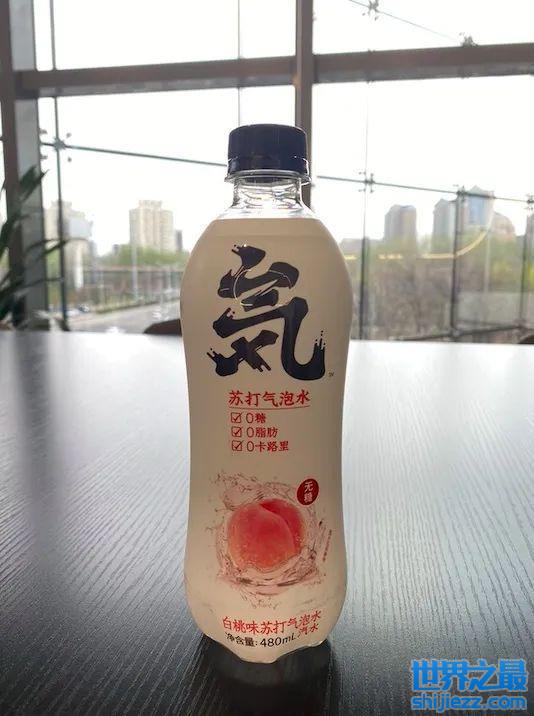 気
苏打气泡水
☑0糖
☑0脂肪
☑0卡路里
无糖
白桃味苏打气泡水
汽水
净含量:480mL
世界之最
shijiezz.com